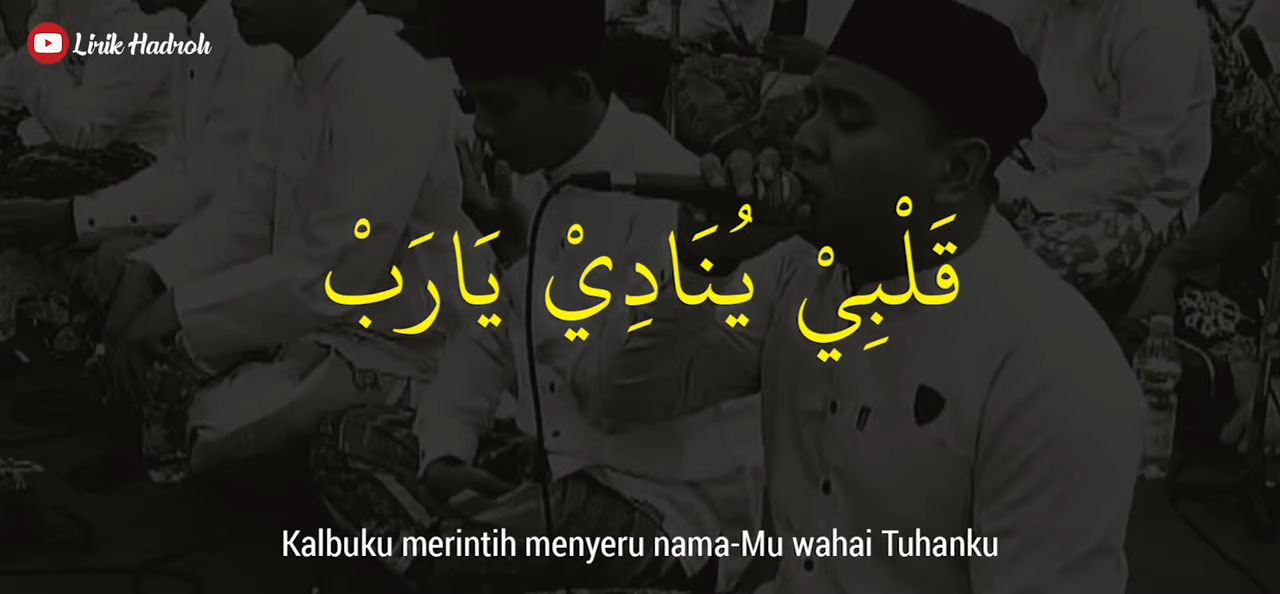 Lirik Hadroh
قَلْبِيْ يُنَادِيْ يَارَبْ
Kalbuku merintih menyeru nama-Mu wahai Tuhanku